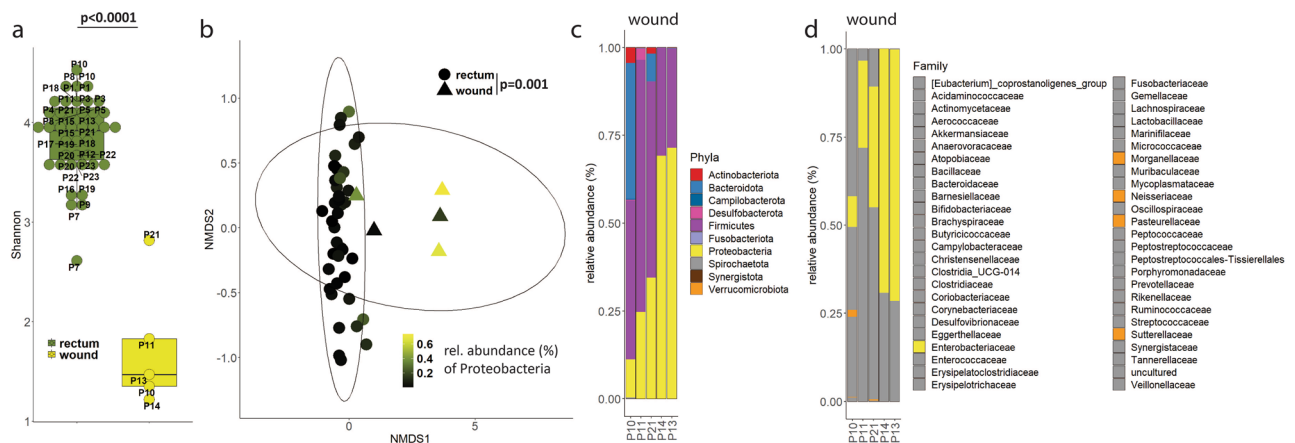 a
p<0.0001
Shannon
4
3
2
1
P10
P8 P10
P18 P1 P1
P11 P3 P3
P4 P21 P5 P5
P8 P15 P13
P15 P21
P17 P19 P18
P20 P12 P22
P20 P23
P22 P23
P16 P19
P9
P7
P7
P21
P11
P13
P10
P14
rectum
wound
b
rectum
wound
p=0.001
NMDS2
1.0
0.5
0.0
-0.5
-1.0
0
5
NMDS1
0.6
0.4
0.2
rel. abundance (%)
of Proteobacteria
c
wound
relative abundance (%)
1.00
0.75
0.50
0.25
0.00
P10
P11
P21
P14
P13
Phyla
Actinobacteriota
Bacteroidota
Campilobacterota
Desulfobacterota
Firmicutes
Fusobacteriota
Proteobacteria
Spirochaetota
Synergistota
Verrucomicrobiota
d
wound
relative abundance (%)
1.00
0.75
0.50
0.25
0.00
P10
P11
P21
P14
P13
Family
[Eubacterium]_coprostanoligenes_group
Acidaminococcaceae
Actinomycetaceae
Aerococcaceae
Akkermansiaceae
Anaerovoracaceae
Atopobiaceae
Bacillaceae
Bacteroidaceae
Barnesiellaceae
Bifidobacteriaceae
Brachyspiraceae
Butyricicoccaceae
Campylobacteraceae
Christensenellaceae
Clostridia_UCG-014
Clostridiaceae
Coriobacteriaceae
Corynebacteriaceae
Desulfovibrionaceae
Eggerthellaceae
Enterobacteriaceae
Enterococcaceae
Erysipelatoclostridiaceae
Erysipelotrichaceae
Fusobacteriaceae
Gemellaceae
Lachnospiraceae
Lactobacillaceae
Marinifilaceae
Micrococcaceae
Morganellaceae
Muribaculaceae
Mycoplasmataceae
Neisseriaceae
Oscillospiraceae
Pasteurellaceae
Peptococcaceae
Peptostreptococcaceae
Peptostreptococcales-Tissierellales
Porphyromonadaceae
Prevotellaceae
Rikenellaceae
Ruminococcaceae
Streptococcaceae
Sutterellaceae
Synergistaceae
Tannerellaceae
uncultured
Veillonellaceae